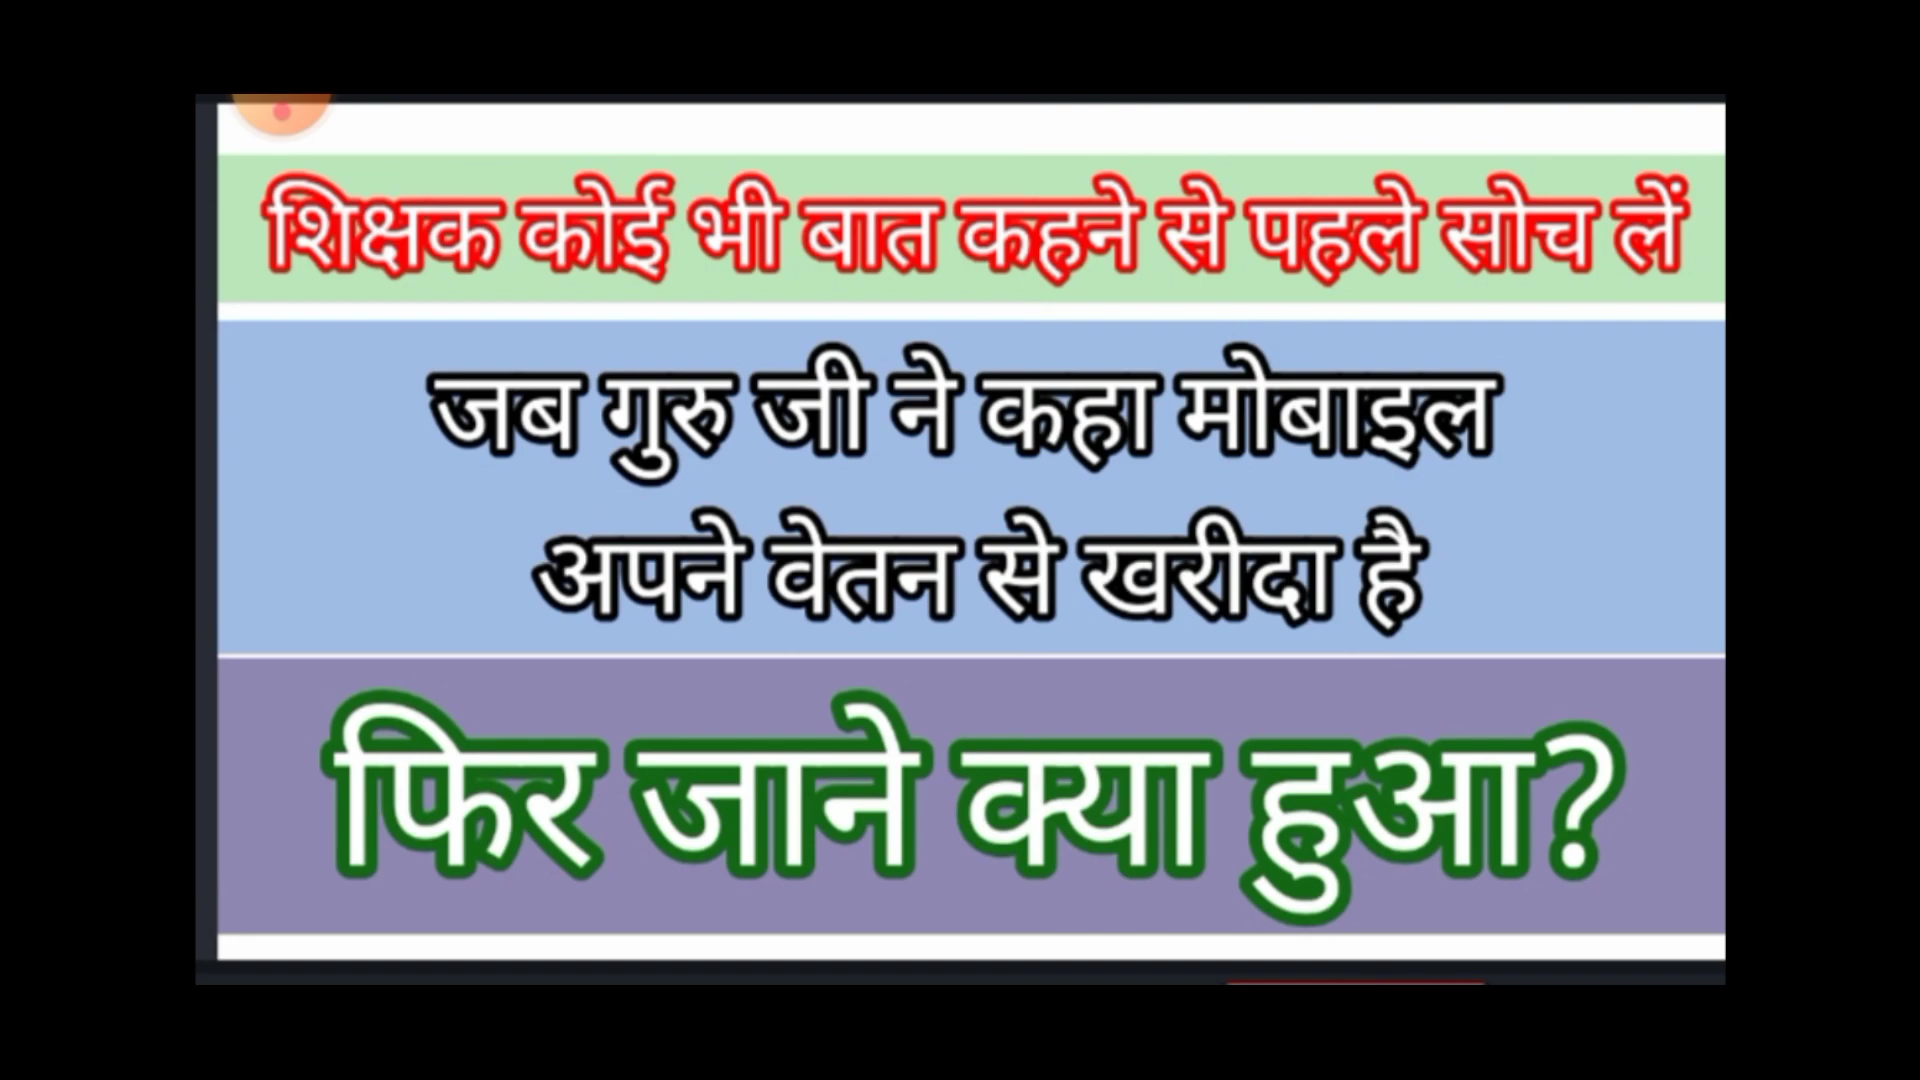 शिक्षक कोई भी बात कहने से पहले सोच लें
जब गुरु जी ने कहा मोबाइल
अपने वेतन से खरीदा है
फिर जाने क्या हुआ?